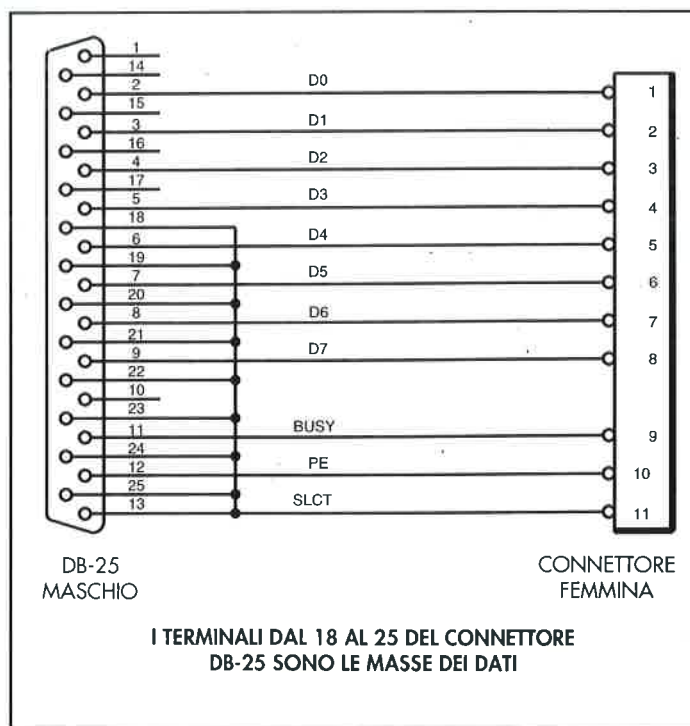 1
14
2
15
3
16
4
17
5
18
6
19
7
20
8
21
9
22
10
23
11
24
12
25
13
D0
D1
D2
D3
D4
D5
D6
D7
BUSY
PE
SLCT
1
2
3
4
5
6
7
8
9
10
11
DB-25
MASCHIO
CONNETTORE
FEMMINA
I TERMINALI DAL 18 AL 25 DEL CONNETTORE
DB-25 SONO LE MASSE DEI DATI